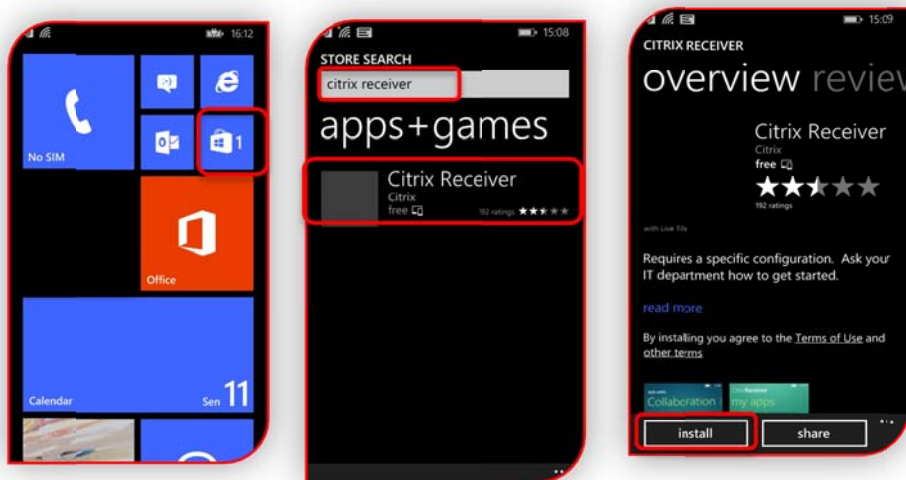 16:12
No SIM
1
Office
Calendar
Sen 11
15:08
STORE SEARCH
citrix receiver
apps+games
Citrix Receiver
Citrix
free
192 ratings
15:09
CITRIX RECEIVER
overview review
Citrix Receiver
Citrix
free
192 ratings
with Live Tile
Requires a specific configuration. Ask your
IT department how to get started.
read more
By installing you agree to the Terms of Use and
other terms
Collaboration
Citrix Receiver
my apps
install
share